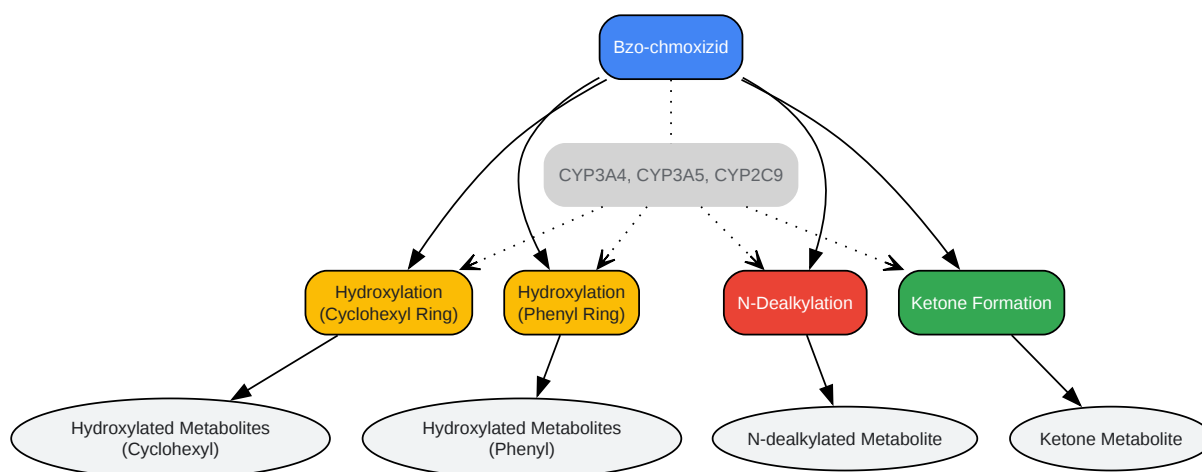 Bzo-chmoxizid
CYP3A4, CYP3A5, CYP2C9
Hydroxylation
(Cyclohexyl Ring)
Hydroxylation
(Phenyl Ring)
N-Dealkylation
Ketone Formation
Hydroxylated Metabolites
(Cyclohexyl)
Hydroxylated Metabolites
(Phenyl)
N-dealkylated Metabolite
Ketone Metabolite